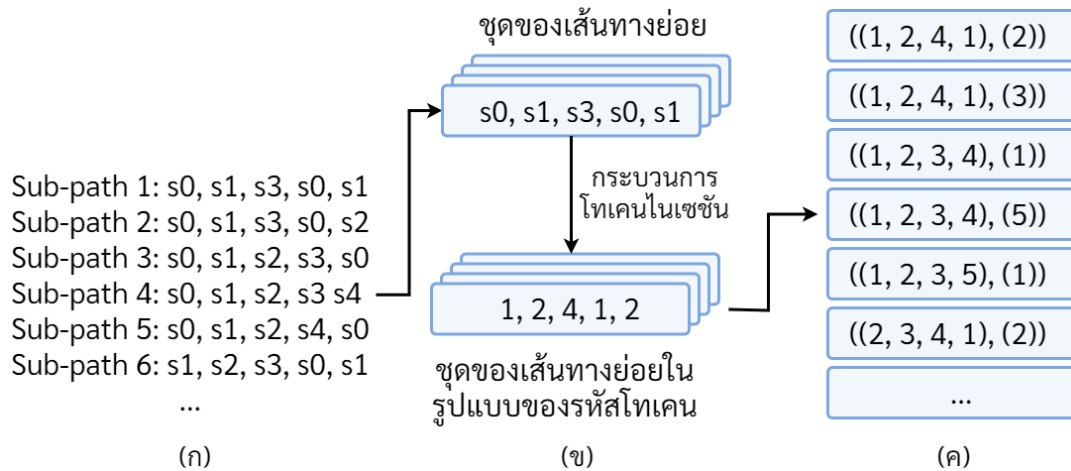 Sub-path 1: s0, s1, s3, s0, s1
Sub-path 2: s0, s1, s3, s0, s2
Sub-path 3: s0, s1, s2, s3, s0
Sub-path 4: s0, s1, s2, s3 s4
Sub-path 5: s0, s1, s2, s4, s0
Sub-path 6: s1, s2, s3, s0, s1
...
(ก)
ชุดของเส้นทางย่อย
s0, s1, s3, s0, s1
กระบวนการ
โทเคนไนเซชัน
1, 2, 4, 1, 2
ชุดของเส้นทางย่อยใน
รูปแบบของรหัสโทเคน
(ข)
((1, 2, 4, 1), (2))
((1, 2, 4, 1), (3))
((1, 2, 3, 4), (1))
((1, 2, 3, 4), (5))
((1, 2, 3, 5), (1))
((2, 3, 4, 1), (2))
...
(ค)